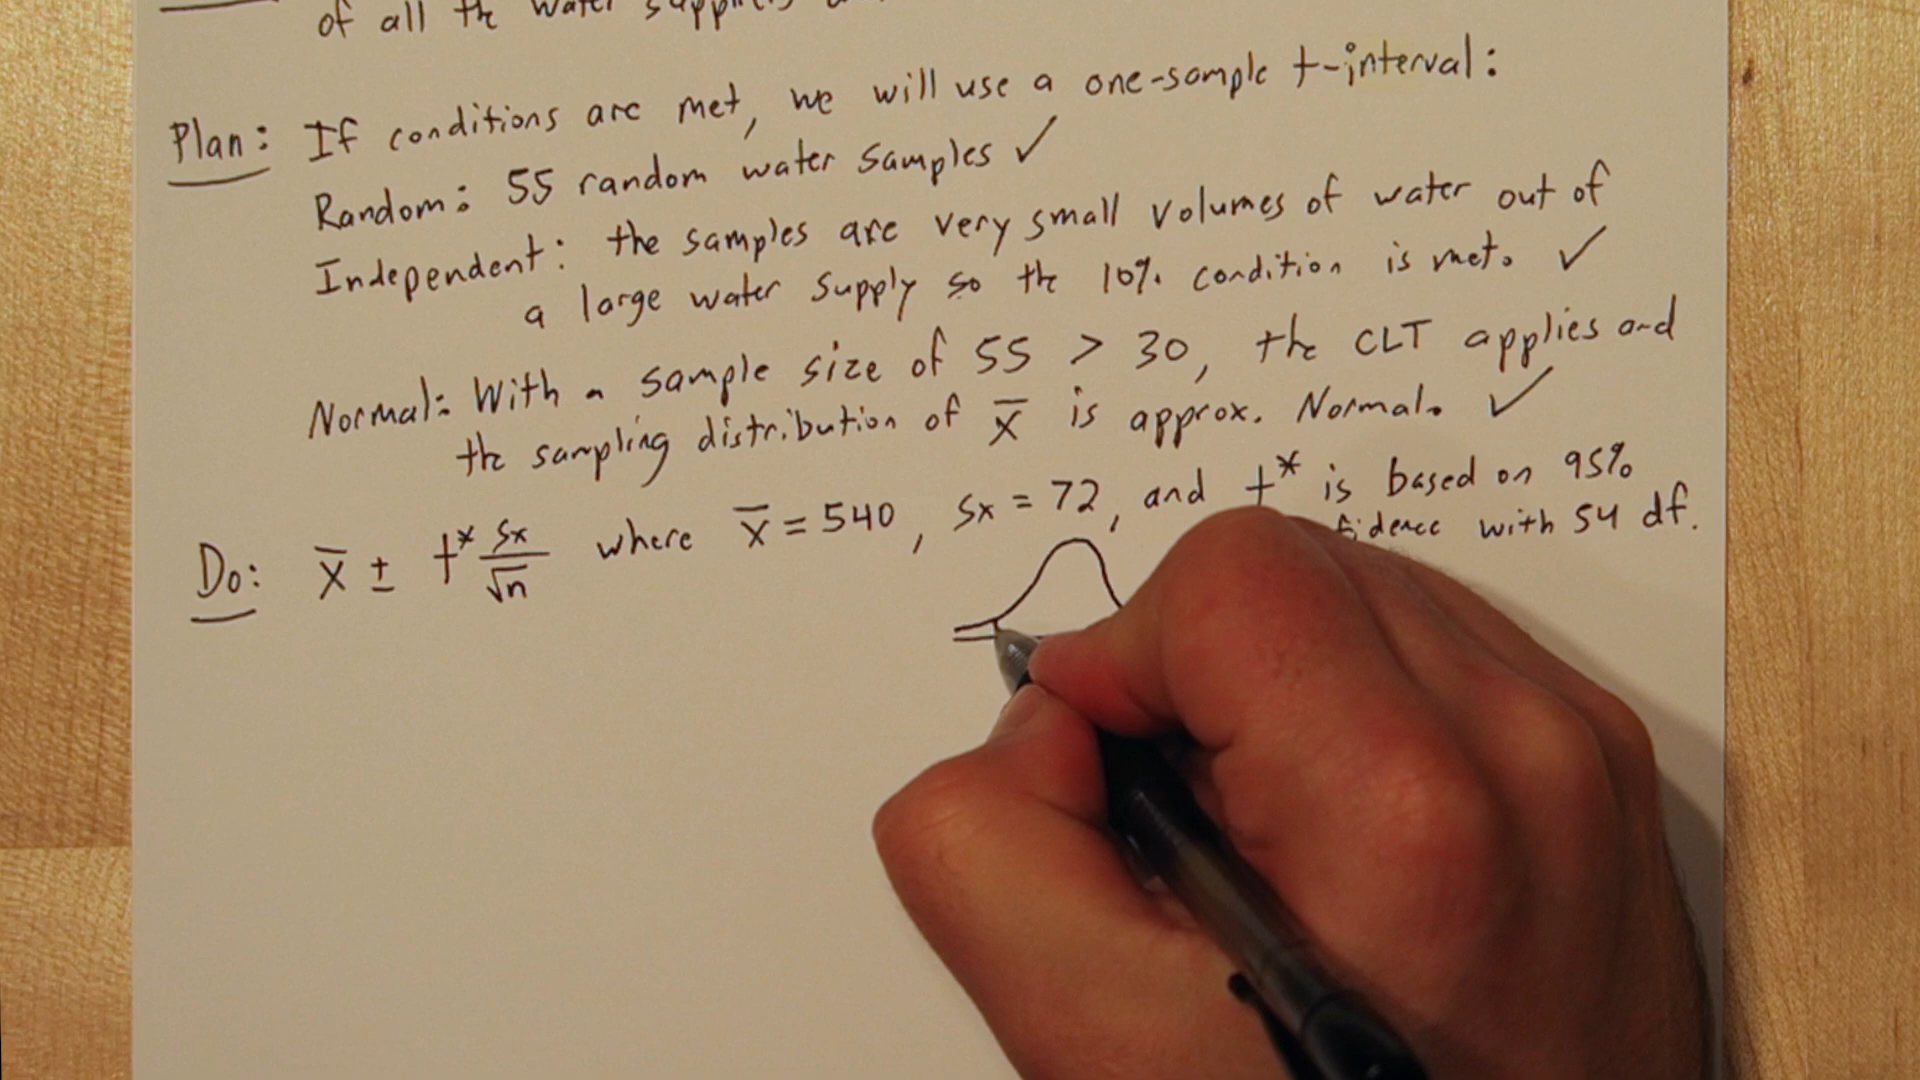 of all the water
Plan: If conditions are met, we will use a one-sample t-interval:
Random: 55 random water samples ✓
Independent: the samples are very small volumes of water out of
a large water supply so the 10% condition is met. ✓
Normal: With a sample size of 55 > 30, the CLT applies and
the sampling distribution of x̄ is approx. Normal. ✓
Do: x̄ ± t* sx/√n where x̄ = 540, sx = 72, and t* is based on 95%
fidence with 54 df.